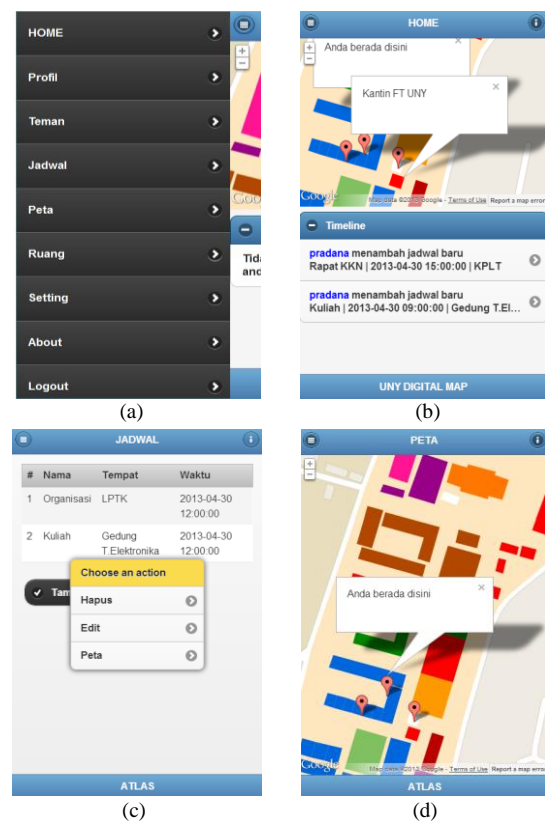 HOME
Profil
Teman
Jadwal
Peta
Ruang
Setting
About
Logout
+
−
Tida
and
(a)
HOME
+
−
Anda berada disini ×
Kantin FT UNY ×
Google
Map data ©2013 Google - Terms of Use Report a map error
Timeline
pradana menambah jadwal baru
Rapat KKN | 2013-04-30 15:00:00 | KPLT
pradana menambah jadwal baru
Kuliah | 2013-04-30 09:00:00 | Gedung T.El...
UNY DIGITAL MAP
(b)
JADWAL
# Nama Tempat Waktu
1 Organisasi LPTK 2013-04-30
12:00:00
2 Kuliah Gedung 2013-04-30
T.Elektronika 12:00:00
Tam
Choose an action
Hapus
Edit
Peta
ATLAS
(c)
PETA
+
−
Anda berada disini ×
Google
Map data ©2013 Google - Terms of Use Report a map error
ATLAS
(d)